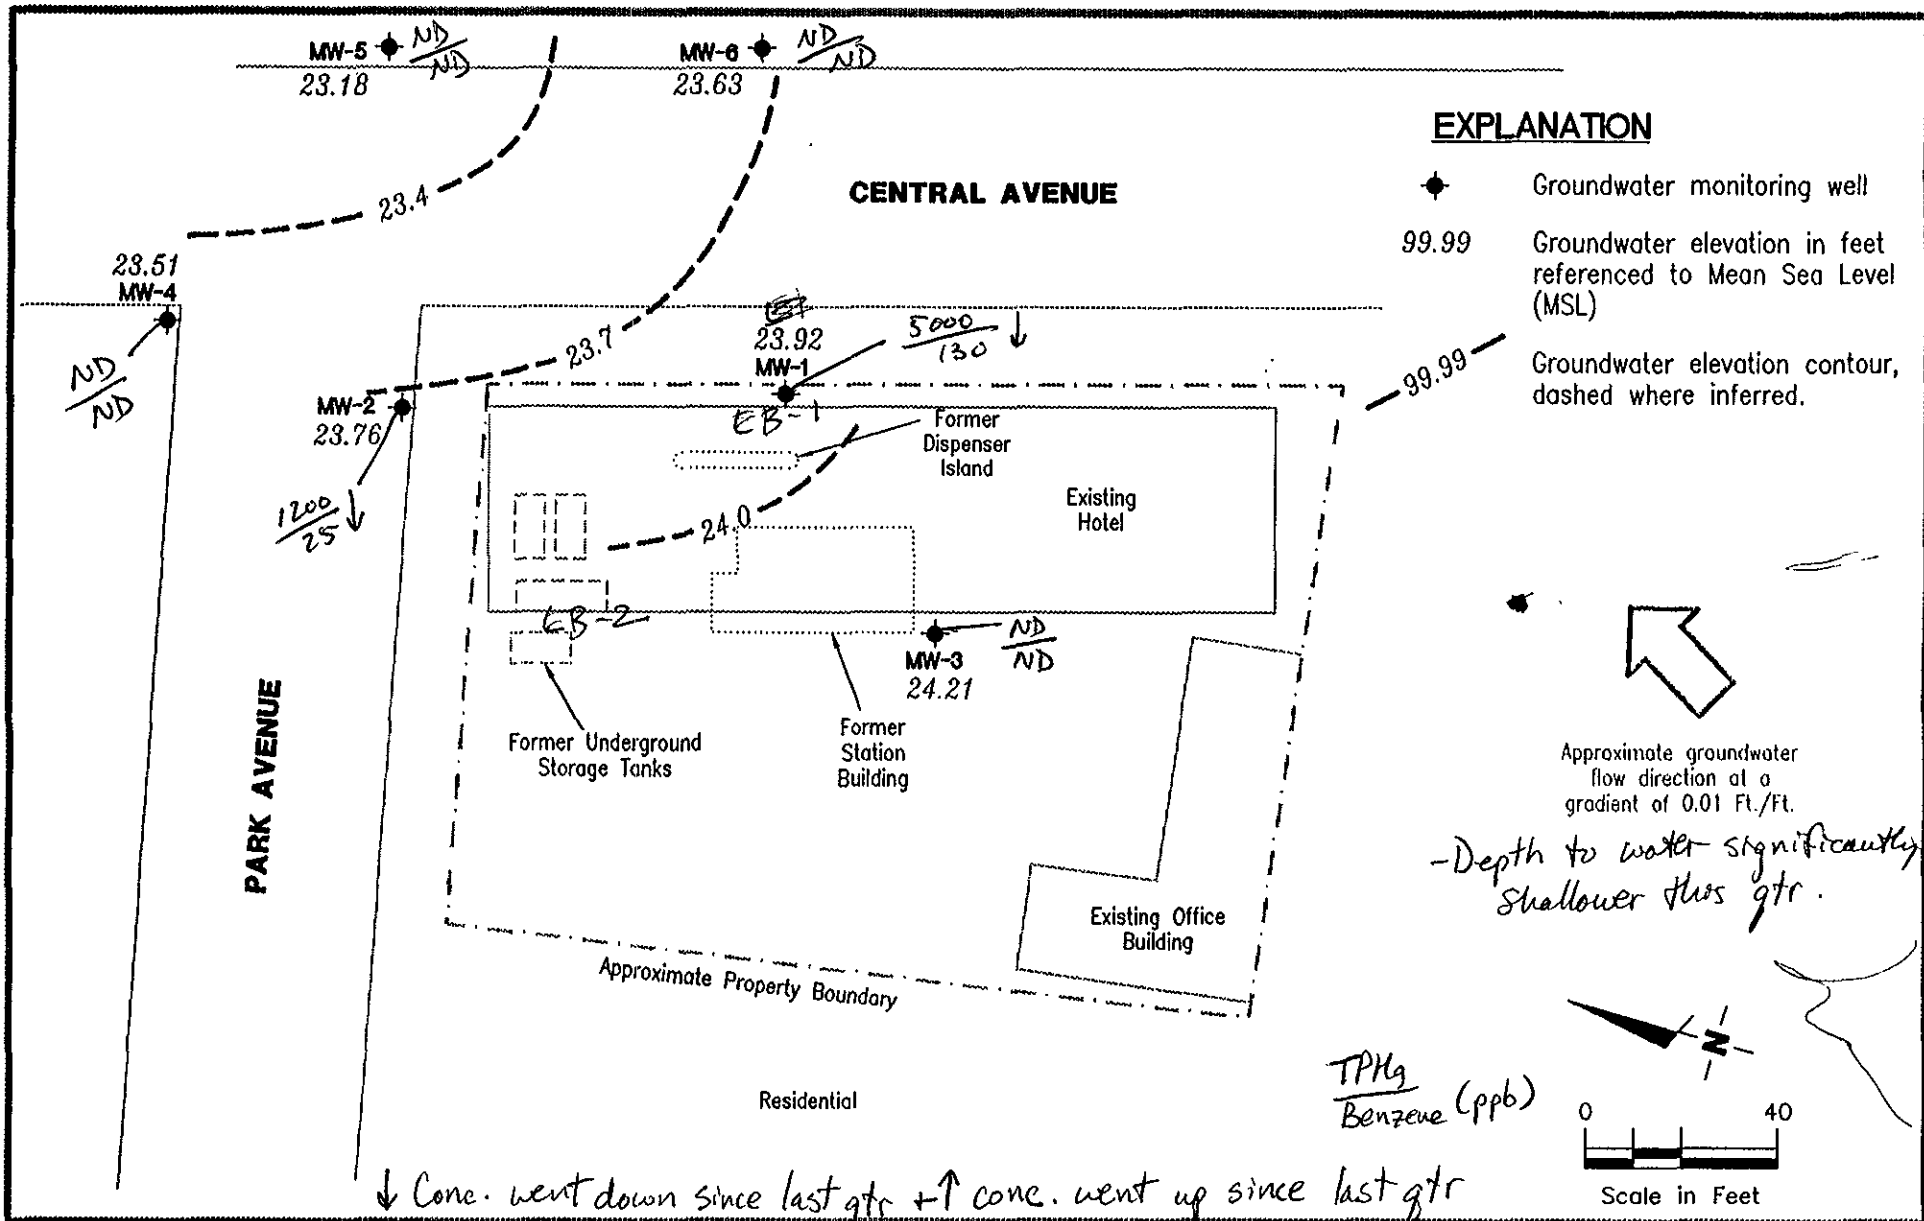 MW-5 ND/ND
23.18
MW-6 ND/ND
23.63
EXPLANATION
Groundwater monitoring well
99.99 Groundwater elevation in feet
referenced to Mean Sea Level
(MSL)
99.99 Groundwater elevation contour,
dashed where inferred.
CENTRAL AVENUE
23.4
23.51
MW-4
ND/ND
23.7
23.92
MW-1
5000/130 ↓
EB-1
MW-2
23.76
1200/25 ↓
Former
Dispenser
Island
24.0
Existing
Hotel
EB-2
MW-3 ND/ND
24.21
Former Underground
Storage Tanks
Former
Station
Building
PARK AVENUE
Approximate groundwater
flow direction at a
gradient of 0.01 Ft./Ft.
-Depth to water significantly
shallower this qtr.
Existing Office
Building
Approximate Property Boundary
N
Residential
TPHg/Benzene (ppb)
0 40
Scale in Feet
↓ Conc. went down since last qtr + ↑ conc. went up since last qtr